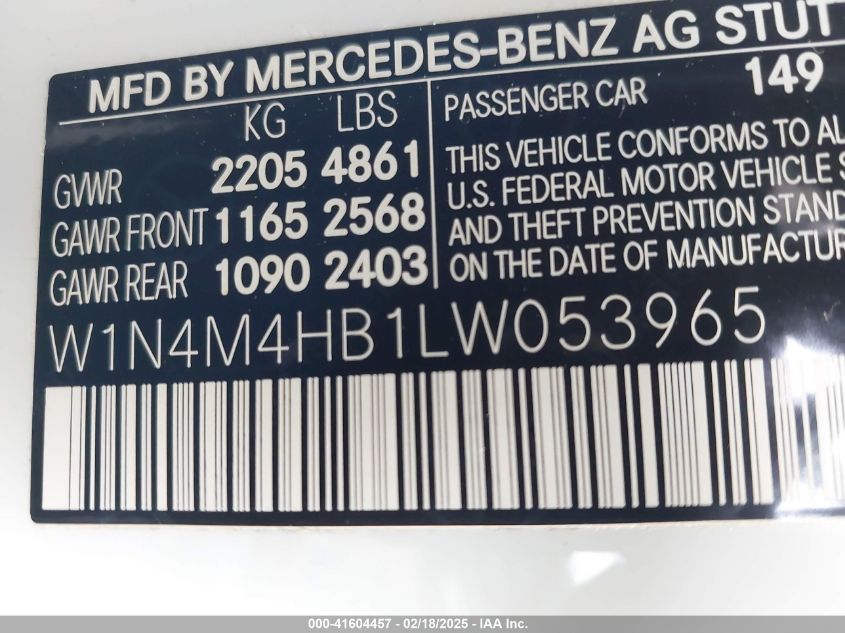 MFD BY MERCEDES-BENZ AG STUTT
KG LBS
GVWR 2205 4861
GAWR FRONT 1165 2568
GAWR REAR 1090 2403
PASSENGER CAR 149
THIS VEHICLE CONFORMS TO AL
U.S. FEDERAL MOTOR VEHICLE S
AND THEFT PREVENTION STAND
ON THE DATE OF MANUFACTUR
W1N4M4HB1LW053965
000-41604457 - 02/18/2025 - IAA Inc.